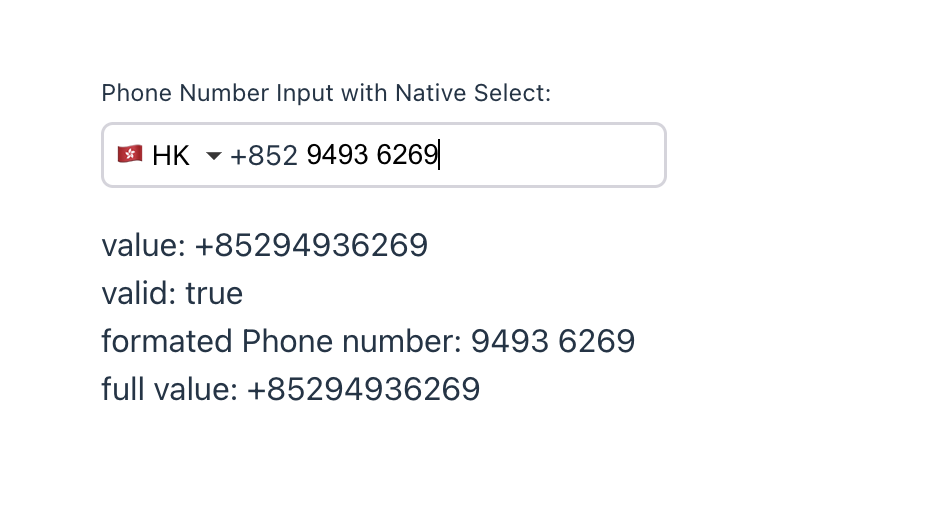 Phone Number Input with Native Select:
HK +852 9493 6269
value: +85294936269
valid: true
formated Phone number: 9493 6269
full value: +85294936269